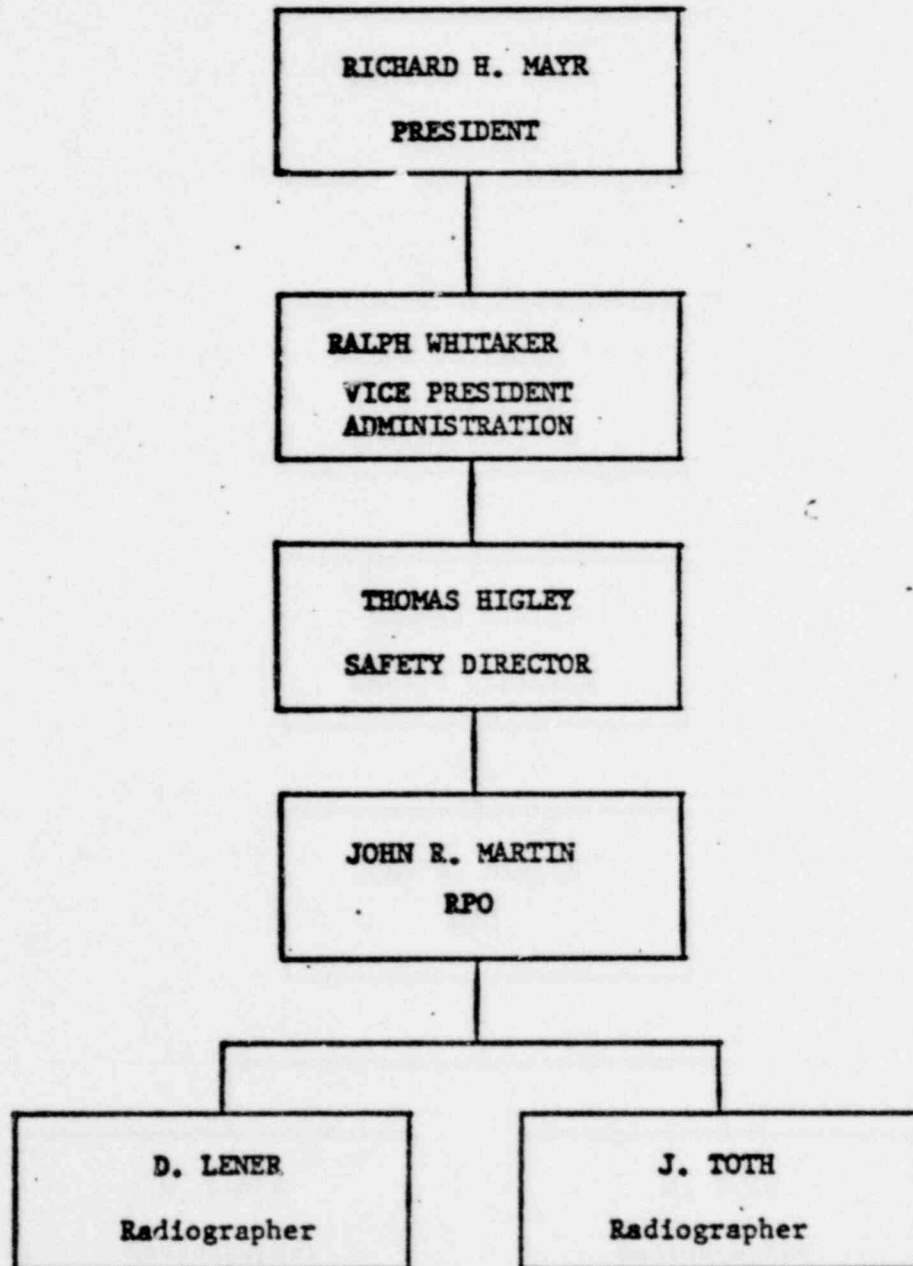 RICHARD H. MAYR
PRESIDENT
RALPH WHITAKER
VICE PRESIDENT
ADMINISTRATION
THOMAS HIGLEY
SAFETY DIRECTOR
JOHN R. MARTIN
RPO
D. LENER
Radiographer
J. TOTH
Radiographer